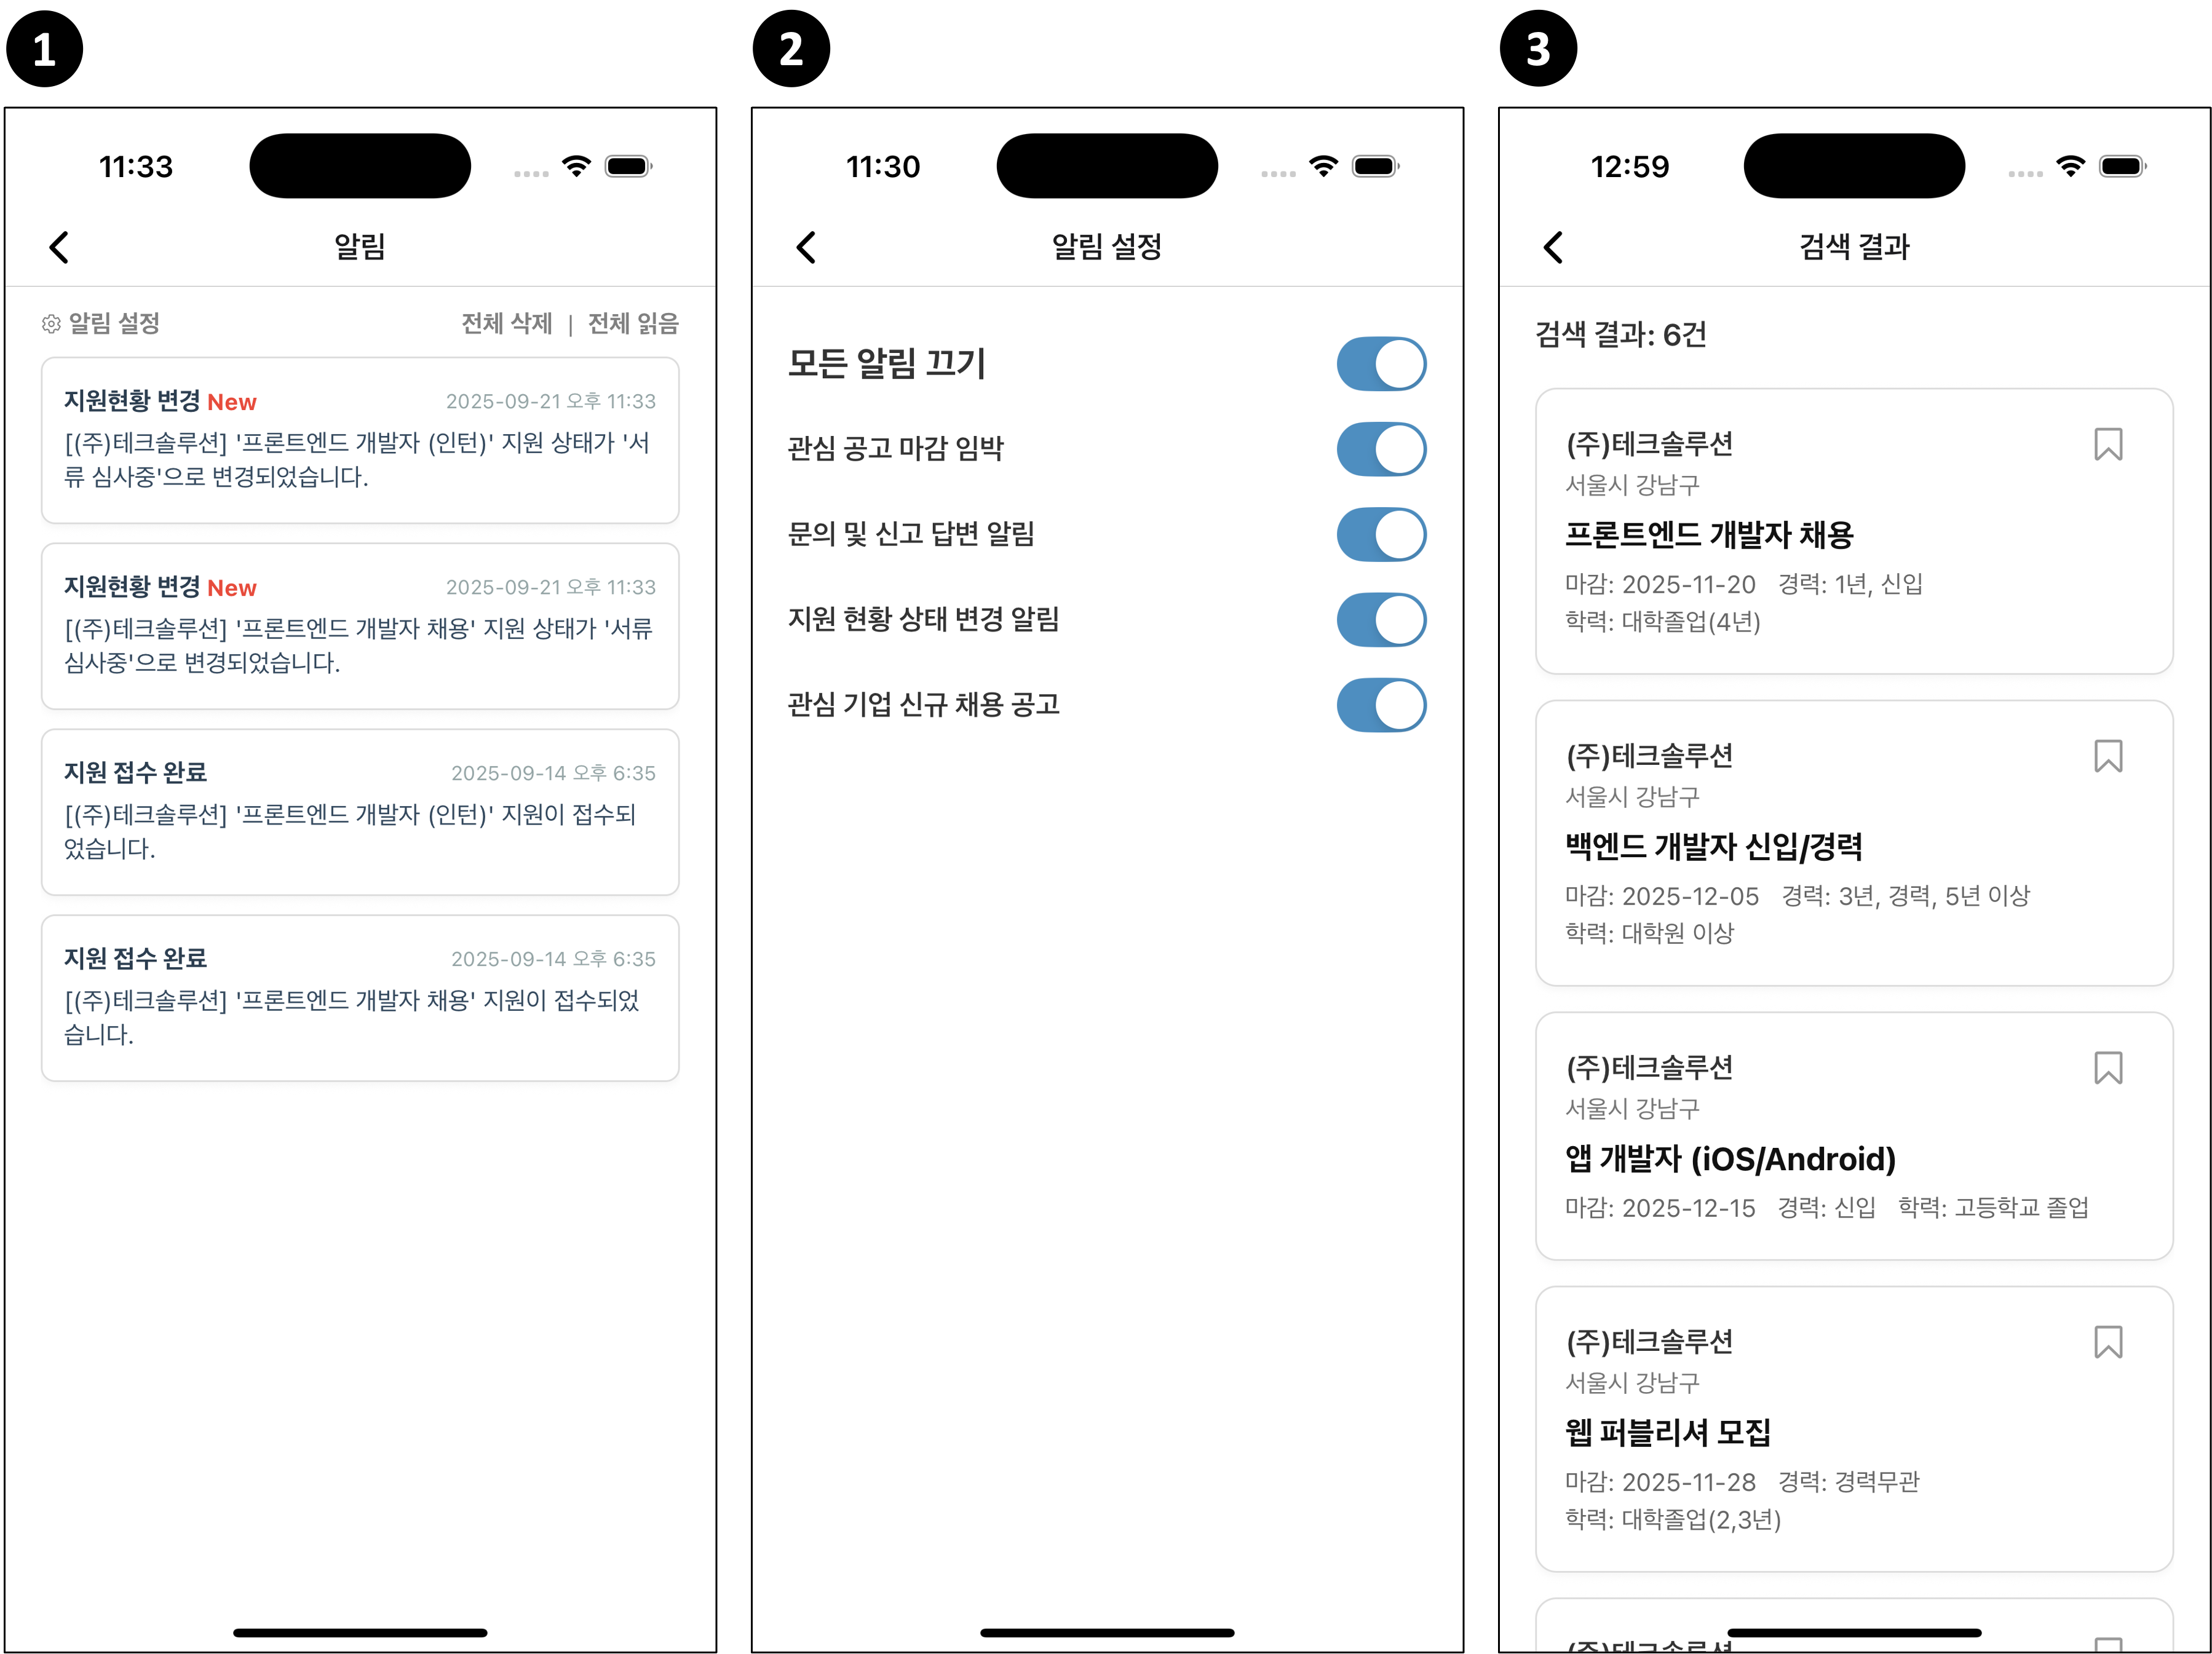 1
11:33
알림
알림 설정
전체 삭제 | 전체 읽음
지원현황 변경 New
2025-09-21 오후 11:33
[(주)테크솔루션] '프론트엔드 개발자 (인턴)' 지원 상태가 '서
류 심사중'으로 변경되었습니다.
지원현황 변경 New
2025-09-21 오후 11:33
[(주)테크솔루션] '프론트엔드 개발자 채용' 지원 상태가 '서류
심사중'으로 변경되었습니다.
지원 접수 완료
2025-09-14 오후 6:35
[(주)테크솔루션] '프론트엔드 개발자 (인턴)' 지원이 접수되
었습니다.
지원 접수 완료
2025-09-14 오후 6:35
[(주)테크솔루션] '프론트엔드 개발자 채용' 지원이 접수되었
습니다.
2
11:30
알림 설정
모든 알림 끄기
관심 공고 마감 임박
문의 및 신고 답변 알림
지원 현황 상태 변경 알림
관심 기업 신규 채용 공고
3
12:59
검색 결과
검색 결과: 6건
(주)테크솔루션
서울시 강남구
프론트엔드 개발자 채용
마감: 2025-11-20 경력: 1년, 신입
학력: 대학졸업(4년)
(주)테크솔루션
서울시 강남구
백엔드 개발자 신입/경력
마감: 2025-12-05 경력: 3년, 경력, 5년 이상
학력: 대학원 이상
(주)테크솔루션
서울시 강남구
앱 개발자 (iOS/Android)
마감: 2025-12-15 경력: 신입 학력: 고등학교 졸업
(주)테크솔루션
서울시 강남구
웹 퍼블리셔 모집
마감: 2025-11-28 경력: 경력무관
학력: 대학졸업(2,3년)
(주)테크솔루션